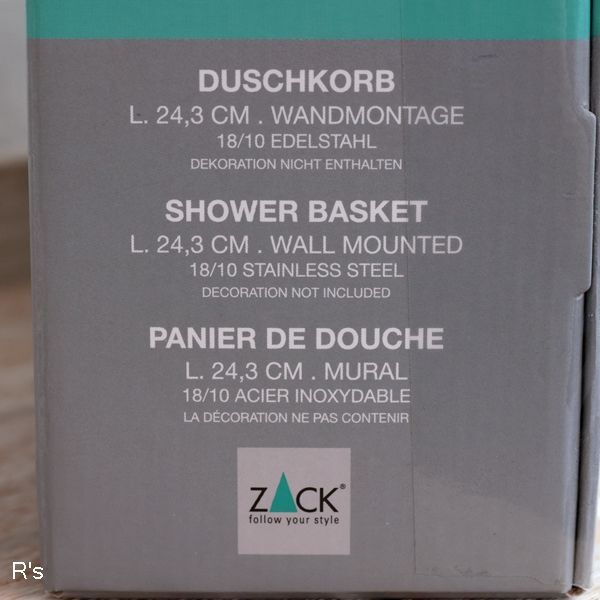 DUSCHKORB
L. 24,3 CM . WANDMONTAGE
18/10 EDELSTAHL
DEKORATION NICHT ENTHALTEN
SHOWER BASKET
L. 24,3 CM . WALL MOUNTED
18/10 STAINLESS STEEL
DECORATION NOT INCLUDED
PANIER DE DOUCHE
L. 24,3 CM . MURAL
18/10 ACIER INOXYDABLE
LA DÉCORATION NE PAS CONTENIR
ZACK®
follow your style
R's